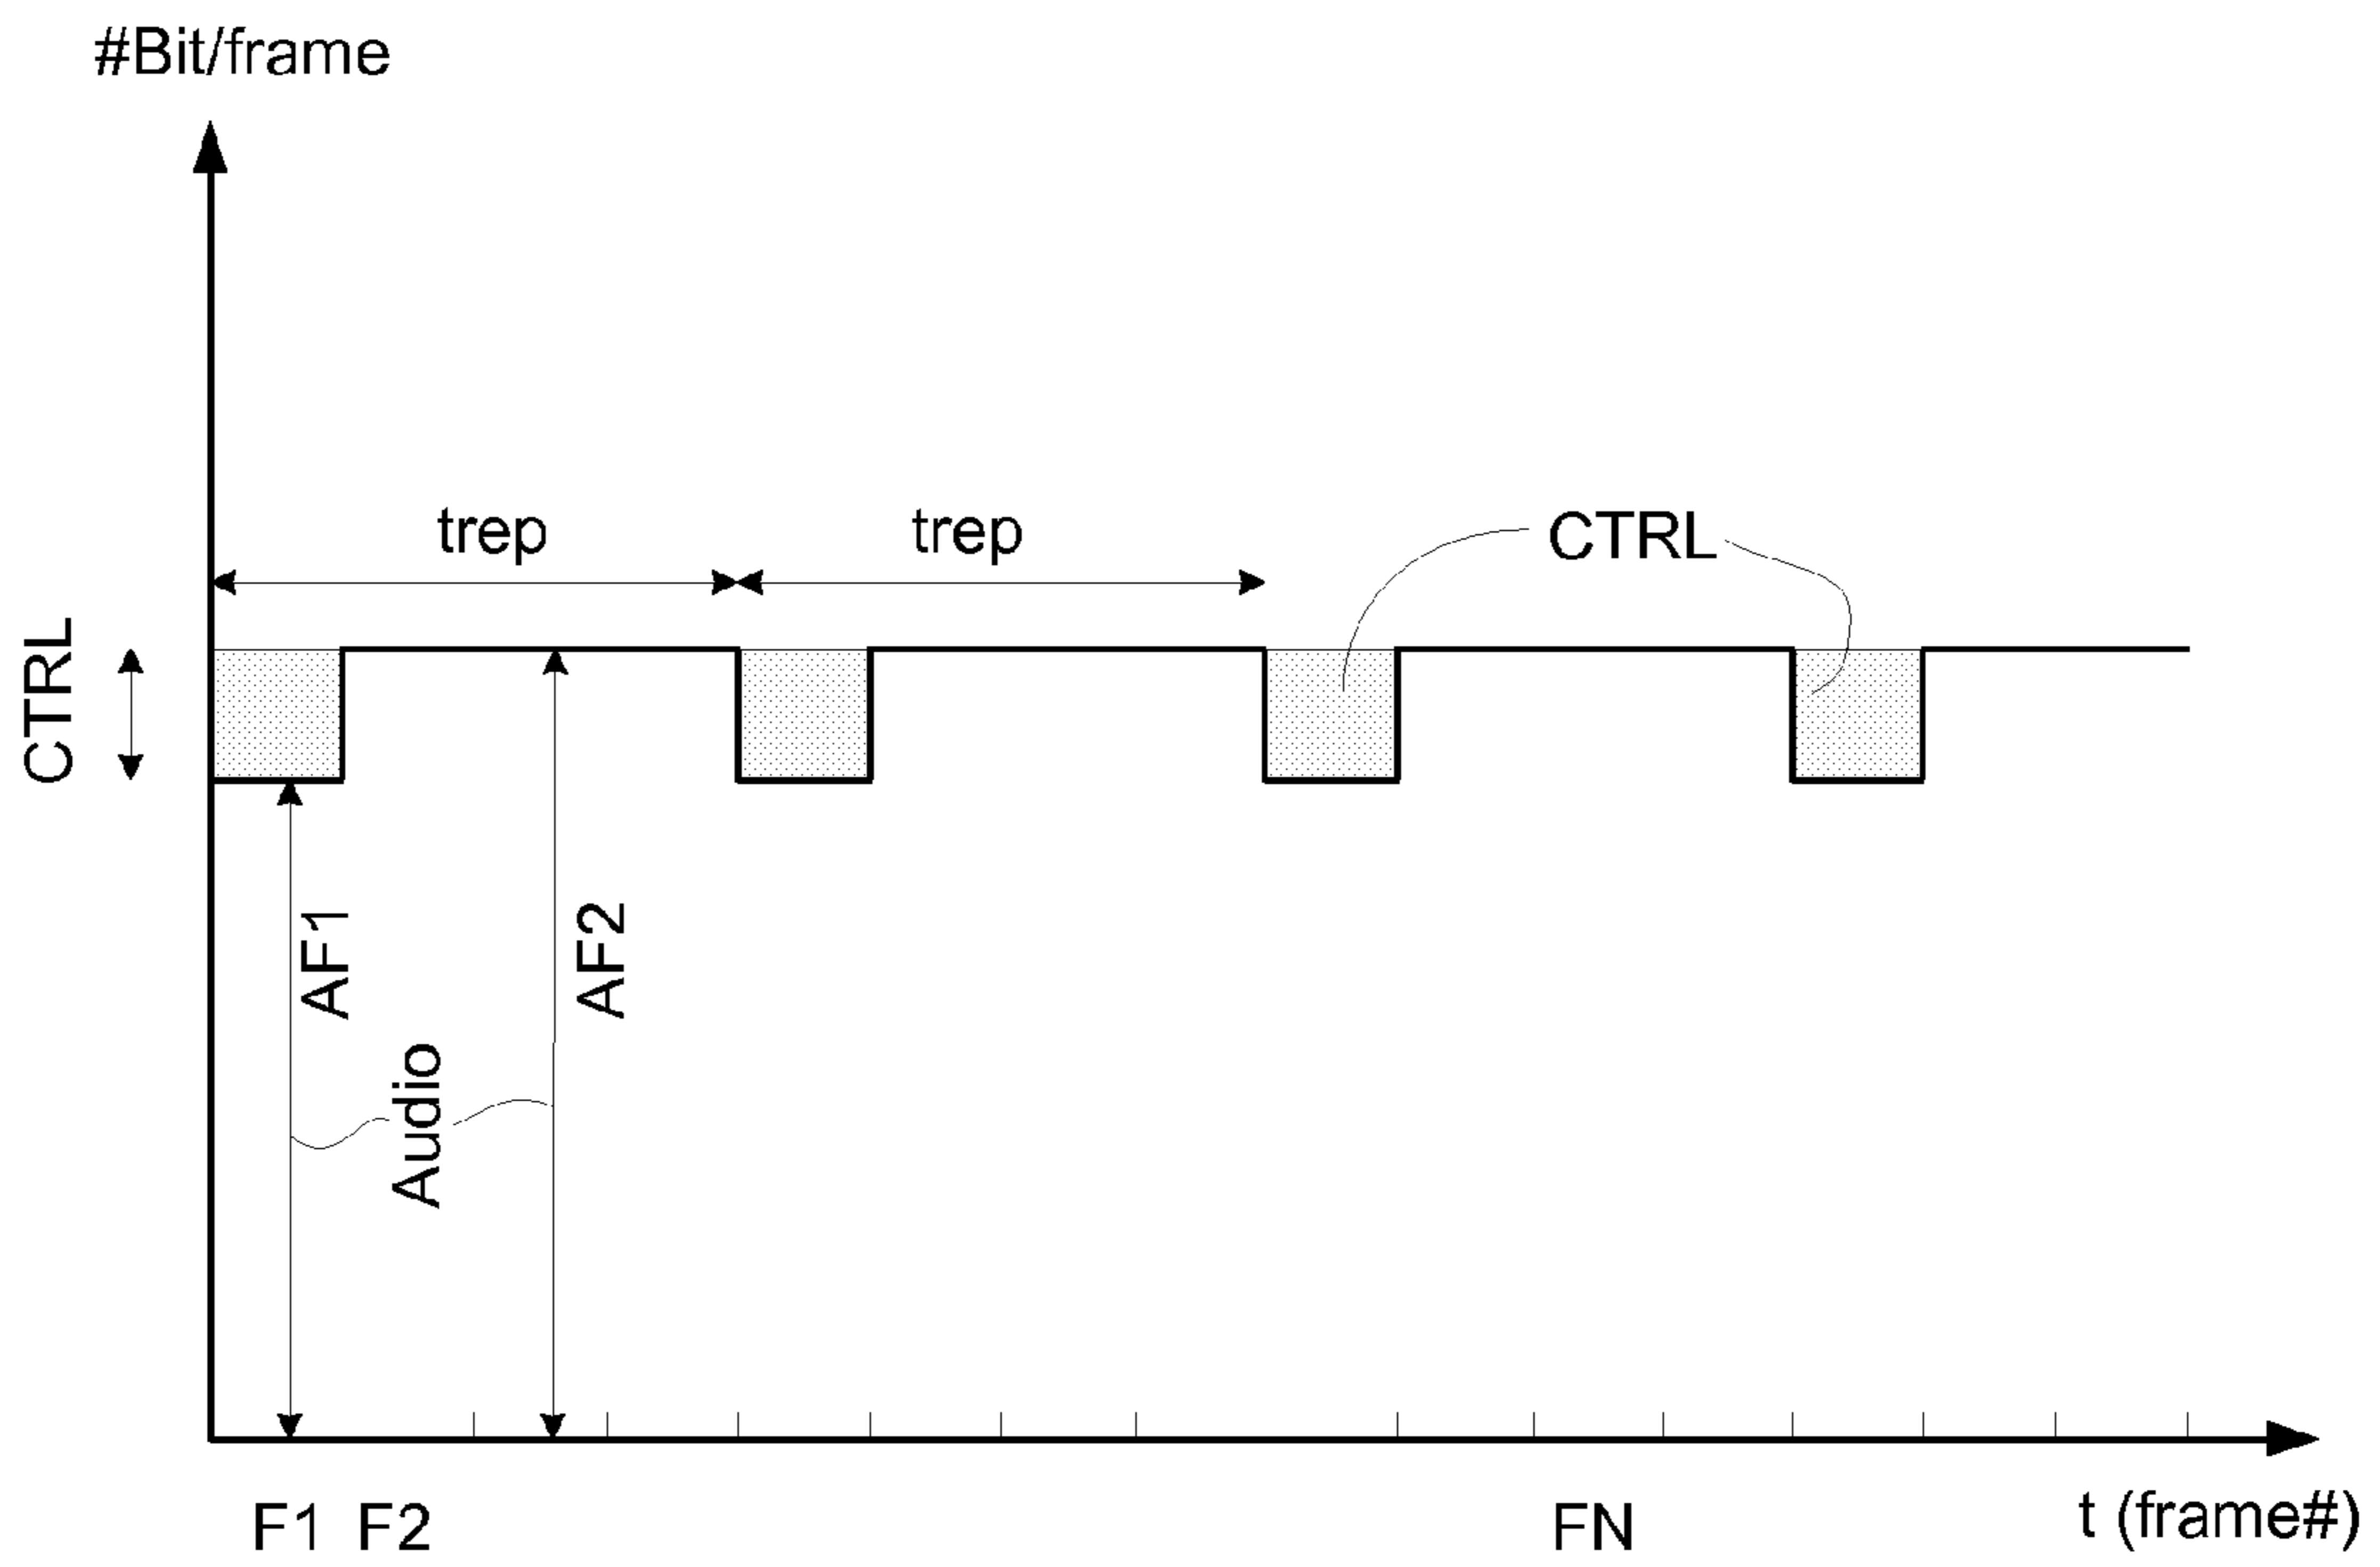 #Bit/frame
trep
trep
CTRL
CTRL
AF1
AF2
Audio
F1
F2
FN
t (frame#)